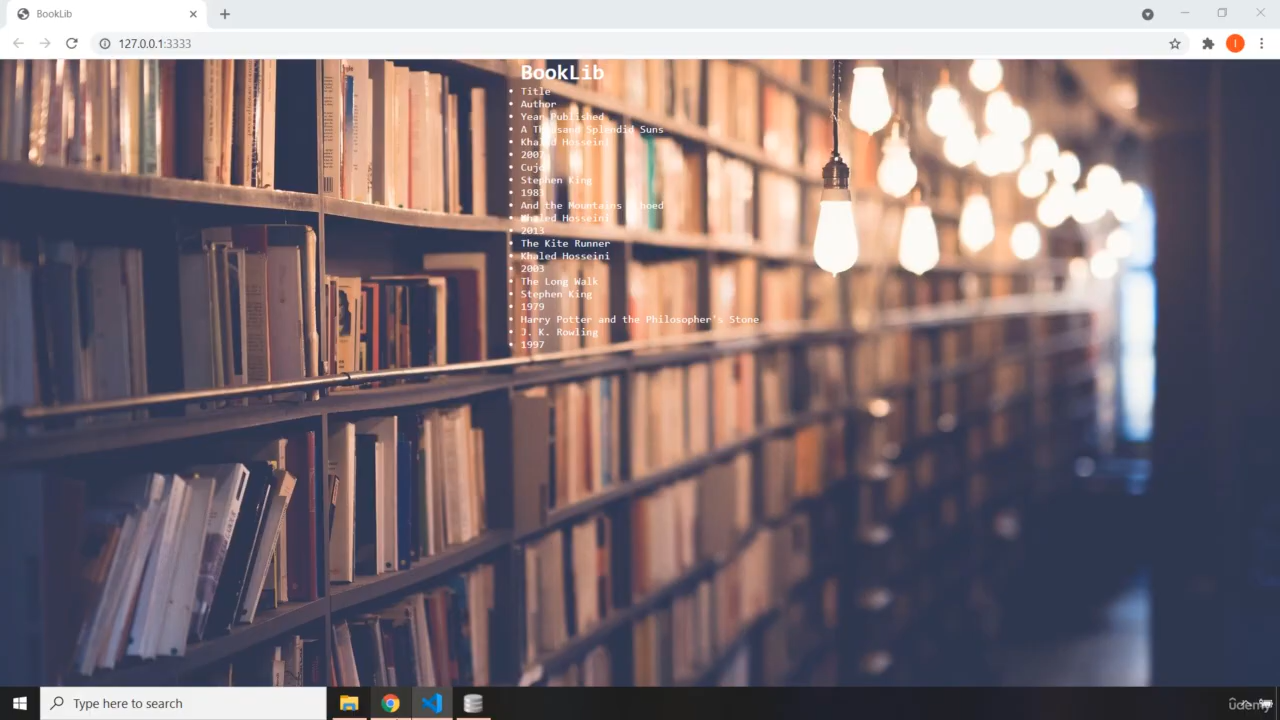 BookLib
127.0.0.1:3333
BookLib
Title
Author
Year Published
A Thousand Splendid Suns
Khaled Hosseini
2007
Cujo
Stephen King
1983
And the Mountains Echoed
Khaled Hosseini
2013
The Kite Runner
Khaled Hosseini
2003
The Long Walk
Stephen King
1979
Harry Potter and the Philosopher's Stone
J. K. Rowling
1997
Type here to search
udemy